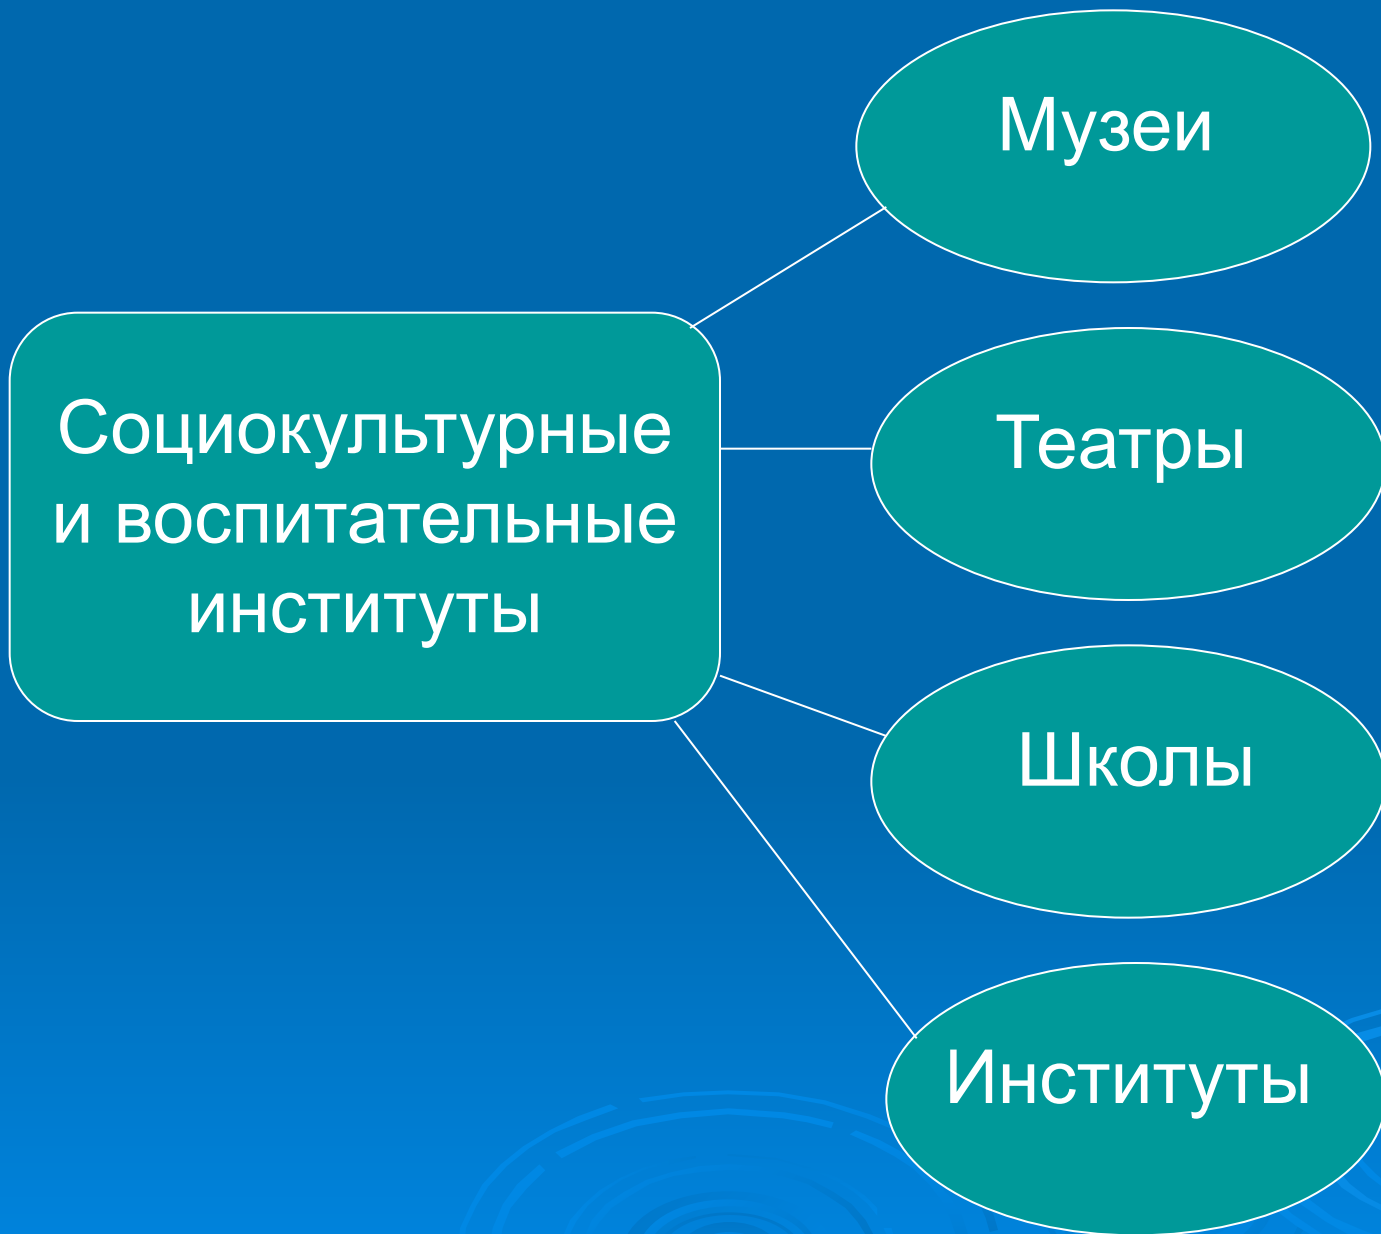 Музеи
Социокультурные
и воспитательные
институты
Театры
Школы
Институты